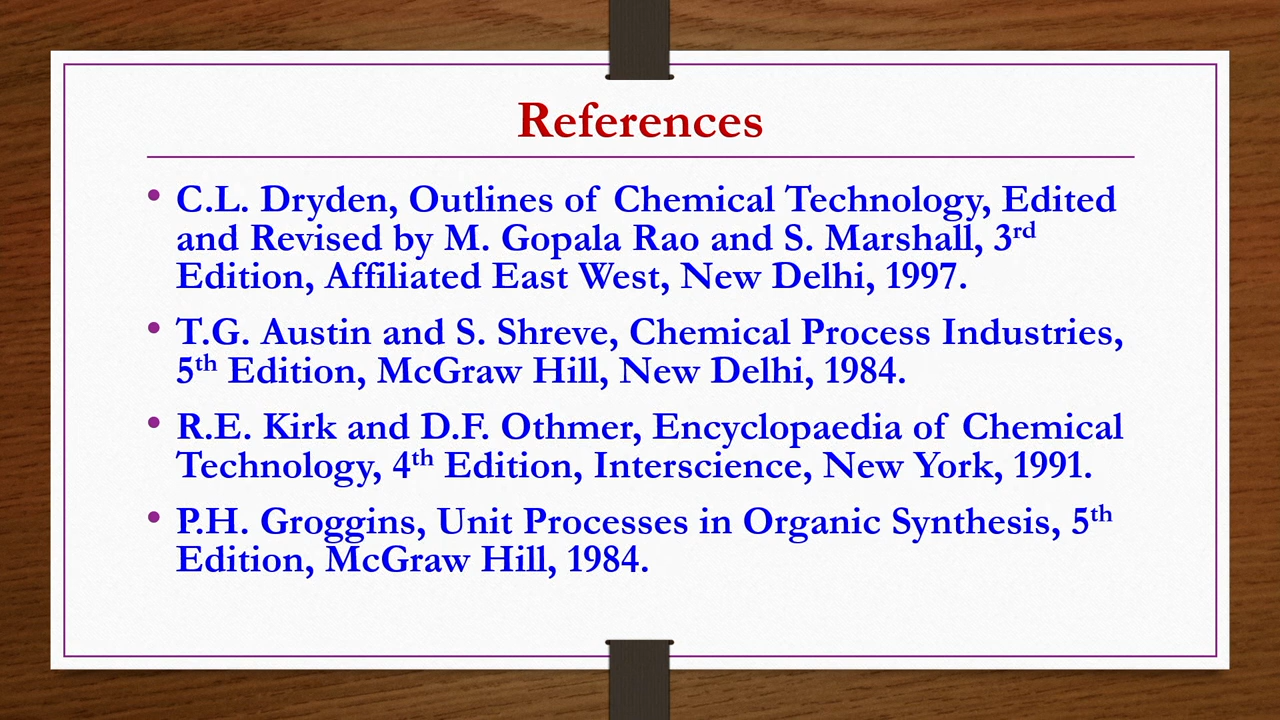 References
• C.L. Dryden, Outlines of Chemical Technology, Edited
and Revised by M. Gopala Rao and S. Marshall, 3rd
Edition, Affiliated East West, New Delhi, 1997.
• T.G. Austin and S. Shreve, Chemical Process Industries,
5th Edition, McGraw Hill, New Delhi, 1984.
• R.E. Kirk and D.F. Othmer, Encyclopaedia of Chemical
Technology, 4th Edition, Interscience, New York, 1991.
• P.H. Groggins, Unit Processes in Organic Synthesis, 5th
Edition, McGraw Hill, 1984.